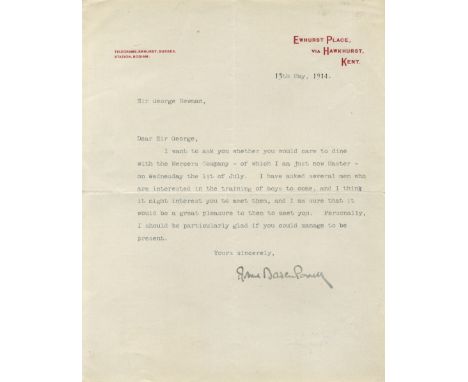 EWHURST PLACE,
VIA HAWKHURST,
KENT.
TELEGRAMS, EWHURST, SUSSEX.
STATION, BODIAM.
13th May, 1914.
Sir George Newman,
Dear Sir George,
I want to ask you whether you would care to dine
with the Mercers Company - of which I am just now Master -
on Wednesday the 1st of July. I have asked several men who
are interested in the training of boys to come, and I think
it might interest you to meet them, and I am sure that it
would be a great pleasure to them to meet you. Personally,
I should be particularly glad if you could manage to be
present.
Yours sincerely,
Robert Baden Powell